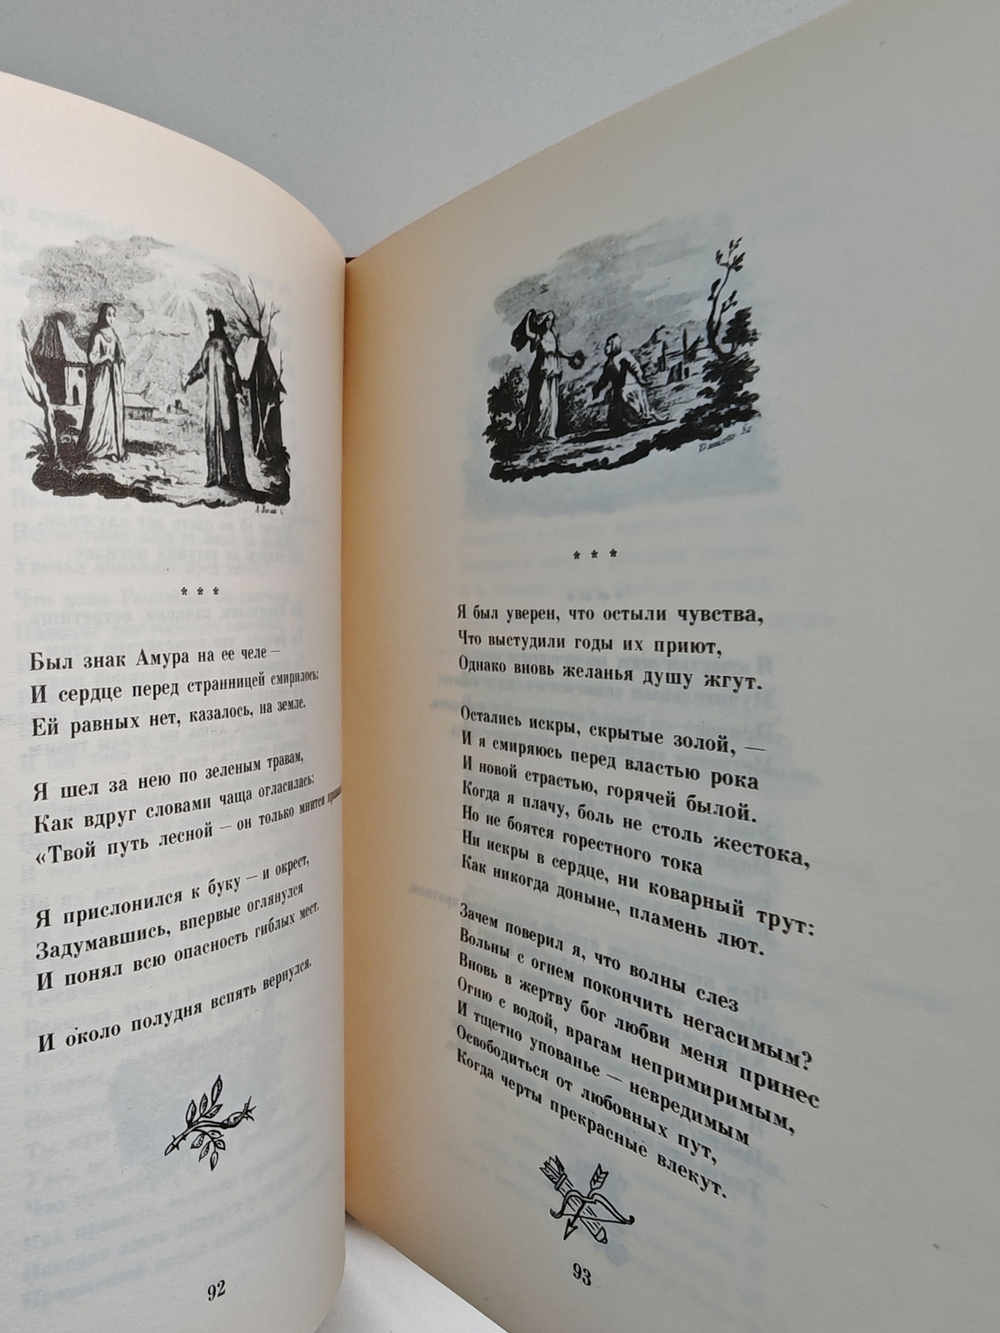 * * *
Был знак Амура на ее челе —
И сердце перед странницей смирилось;
Ей равных нет, казалось, на земле.
Я шел за нею по зеленым травам,
Как вдруг словами чаща огласилась:
«Твой путь лесной — он только мнится
Я прислонился к буку — и окрест,
Задумавшись, впервые оглянулся
И понял всю опасность гиблых мест.
И около полудня вспять вернулся.
92
* * *
Я был уверен, что остыли чувства,
Что выстудили годы их приют,
Однако вновь желанья душу жгут.
Остались искры, скрытые золой, —
И я смиряюсь перед властью рока
И новой страстью, горячей былой.
Когда я плачу, боль не столь жестока,
Но не боятся горестного тока
Ни искры в сердце, ни коварный трут:
Как никогда доныне, пламень лют.
Зачем поверил я, что волны слез
Вольны с огнем покончить негасимым?
Вновь в жертву бог любви меня принес
Огню с водой, врагам непримиримым,
И тщетно упованье — невредимым
Освободиться от любовных пут,
Когда черты прекрасные влекут.
93